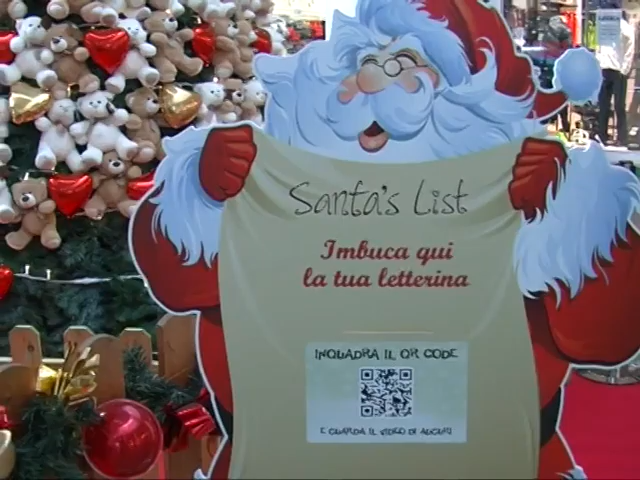 Santa's List
Imbuca qui
la tua letterina
INQUADRA IL QR CODE
E GUARDA IL VIDEO DI AUGURI